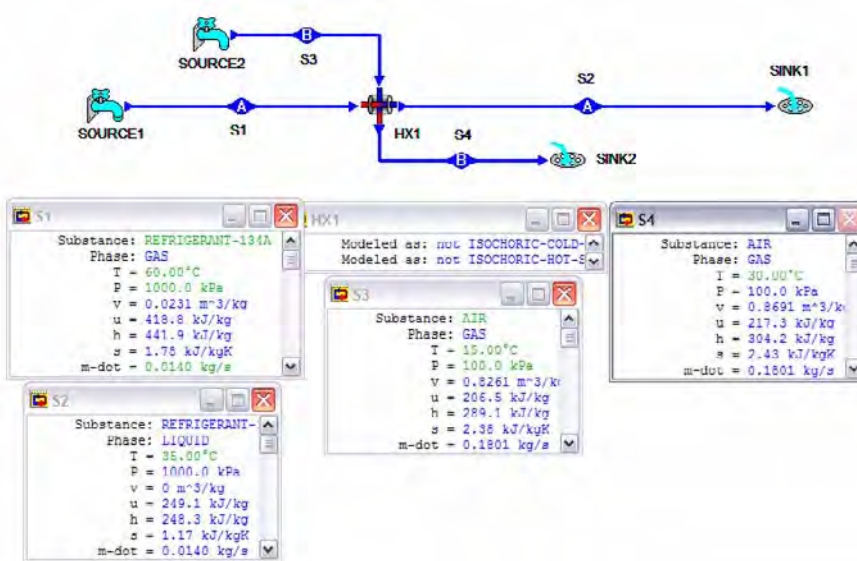 SOURCE2
B
S3
S2
SINK1
A
HX1
A
SOURCE1
S1
S4
B
SINK2
S1
Substance: REFRIGERANT-134A
Phase: GAS
T = 60.00°C
P = 1000.0 kPa
v = 0.0231 m^3/kg
u = 418.8 kJ/kg
h = 441.9 kJ/kg
s = 1.78 kJ/kgK
m-dot = 0.0140 kg/s
HX1
Modeled as: not ISOCHORIC-COLD-
Modeled as: not ISOCHORIC-HOT-S
S4
Substance: AIR
Phase: GAS
T = 30.00°C
P = 100.0 kPa
v = 0.8691 m^3/k
u = 217.3 kJ/kg
h = 304.2 kJ/kg
s = 2.43 kJ/kgK
m-dot = 0.1801 kg/s
S3
Substance: AIR
Phase: GAS
T = 15.00°C
P = 100.0 kPa
v = 0.8261 m^3/k
u = 206.5 kJ/kg
h = 289.1 kJ/kg
s = 2.38 kJ/kgK
m-dot = 0.1801 kg/s
S2
Substance: REFRIGERANT-
Phase: LIQUID
T = 35.00°C
P = 1000.0 kPa
v = 0 m^3/kg
u = 249.1 kJ/kg
h = 248.3 kJ/kg
s = 1.17 kJ/kgK
m-dot = 0.0140 kg/s